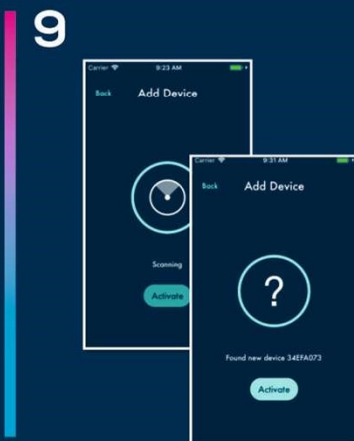 9
Carrier 9:23 AM
Back Add Device
Scanning
Activate
Carrier 9:31 AM
Back Add Device
?
Found new device 34EFA073
Activate